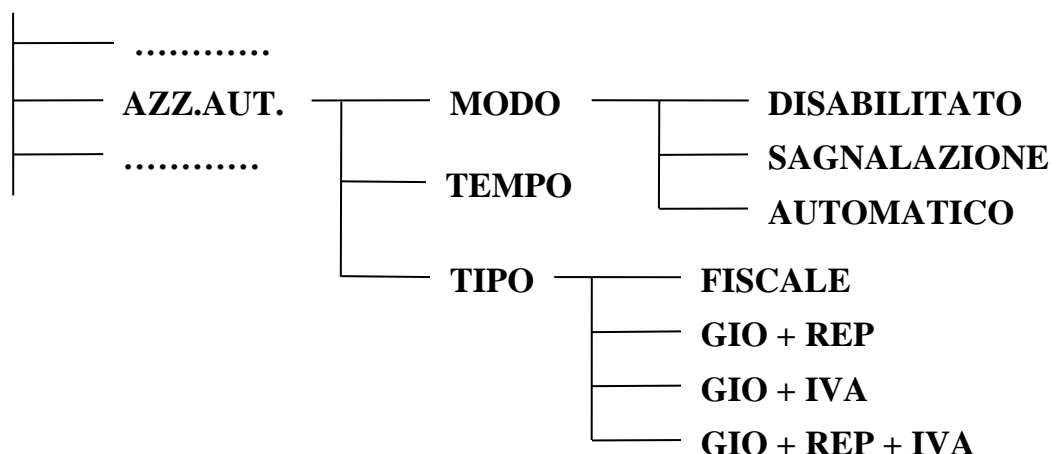 ............
AZZ.AUT. MODO DISABILITATO
............ SAGNALAZIONE
TEMPO
AUTOMATICO
TIPO FISCALE
GIO + REP
GIO + IVA
GIO + REP + IVA